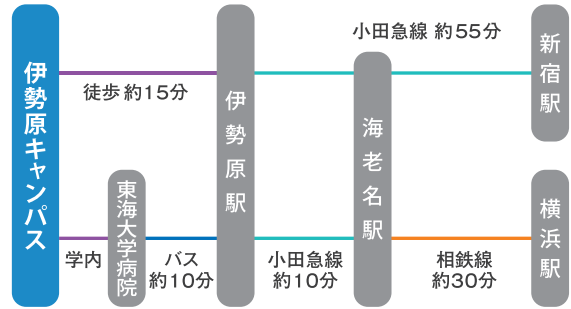 伊勢原キャンパス
徒歩 約15分
伊勢原駅
小田急線 約55分
新宿駅
海老名駅
学内
東海大学病院
バス
約10分
小田急線
約10分
相鉄線
約30分
横浜駅